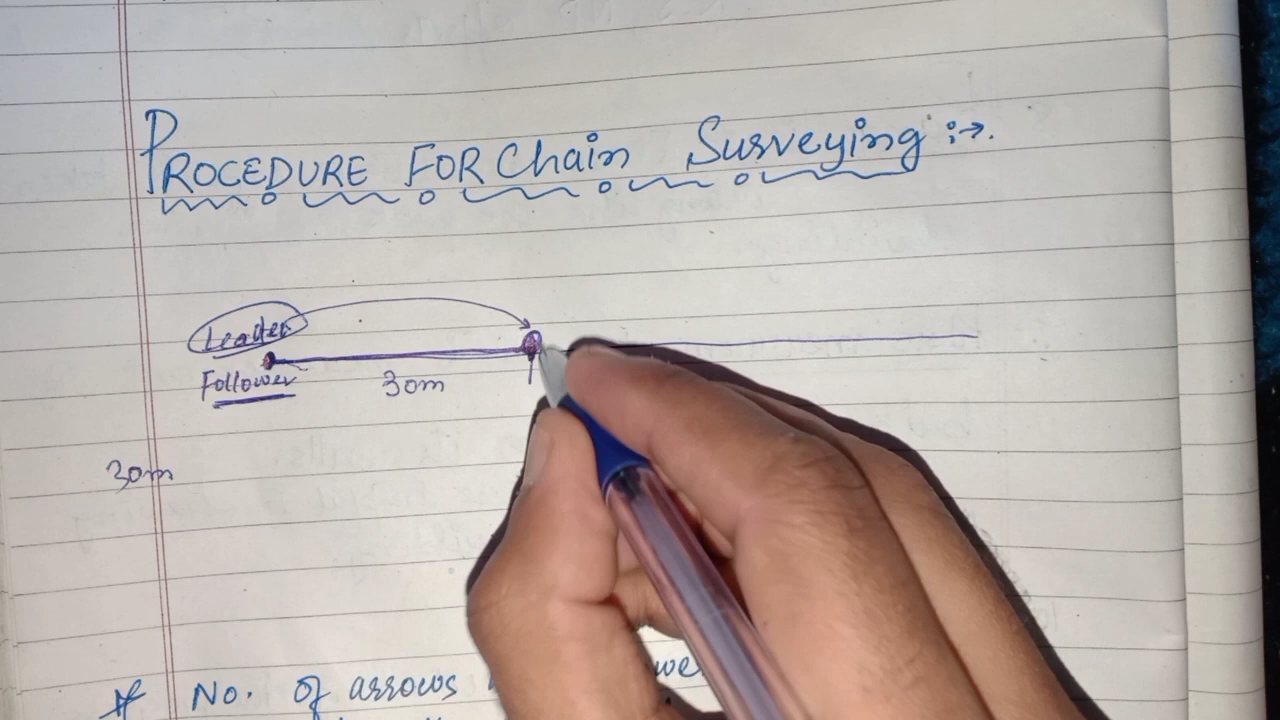 PROCEDURE FOR Chain Surveying :→.
Leader
Follower
30m
30m
* No. of arrows